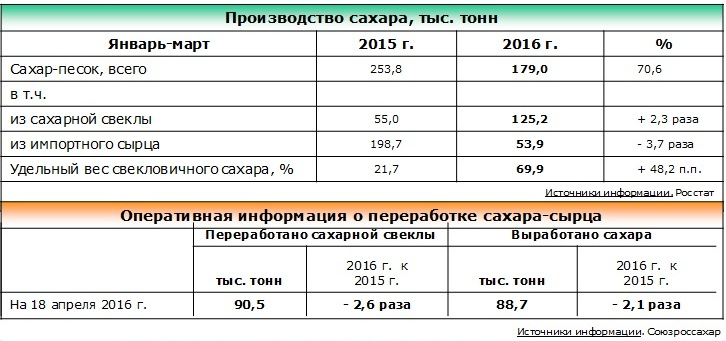 Производство сахара, тыс. тонн
Январь-март 2015 г. 2016 г. %
Сахар-песок, всего 253,8 179,0 70,6
в т.ч.
из сахарной свеклы 55,0 125,2 + 2,3 раза
из импортного сырца 198,7 53,9 - 3,7 раза
Удельный вес свекловичного сахара, % 21,7 69,9 + 48,2 п.п.
Источники информации. Росстат
Оперативная информация о переработке сахара-сырца
Переработано сахарной свеклы Выработано сахара
тыс. тонн 2016 г. к 2015 г. тыс. тонн 2016 г. к 2015 г.
На 18 апреля 2016 г. 90,5 - 2,6 раза 88,7 - 2,1 раза
Источники информации. Союзроссахар